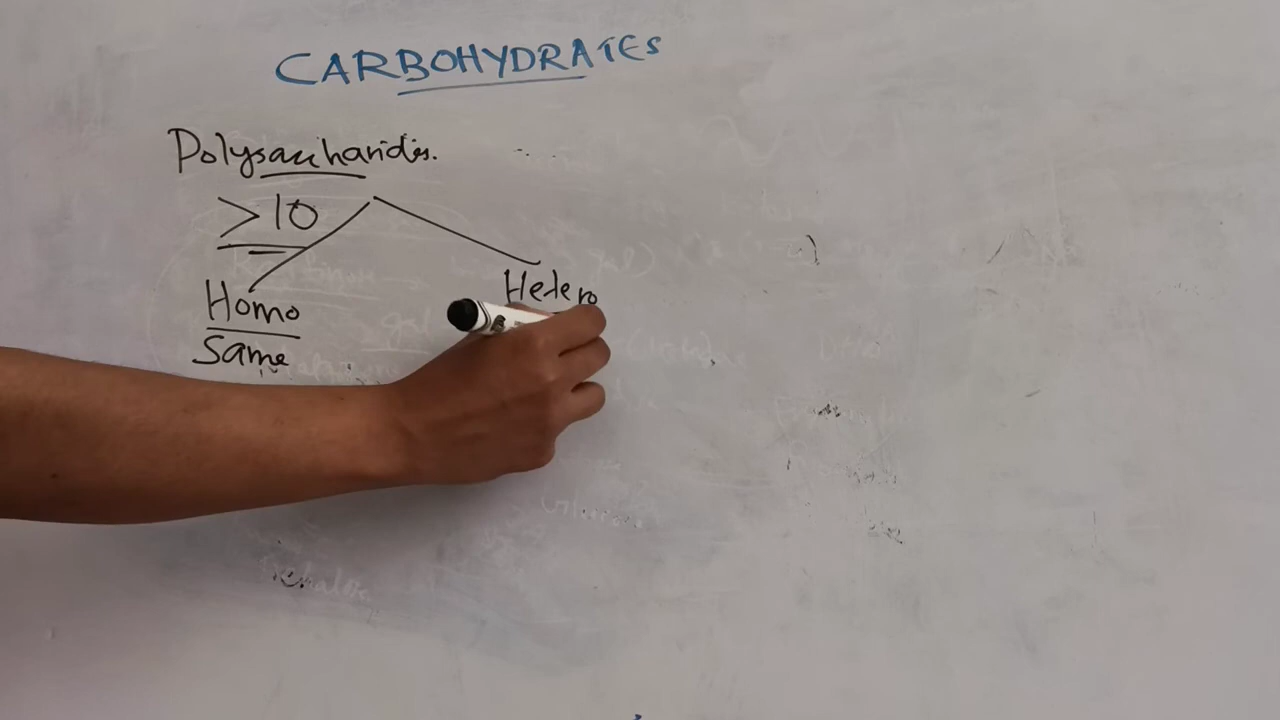 CARBOHYDRATES
Polysaccharides.
>10
Homo
Hetero
Same